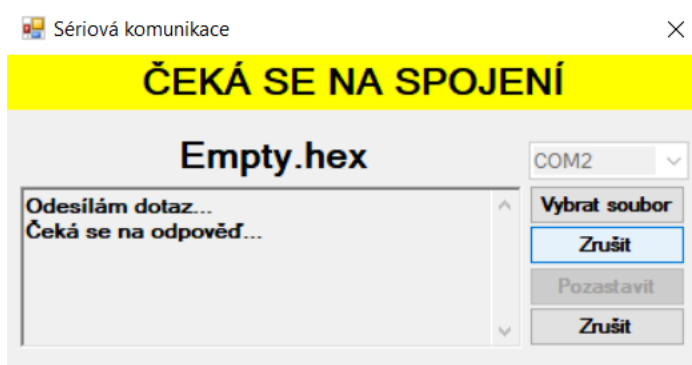 Sériová komunikace
ČEKÁ SE NA SPOJENÍ
Empty.hex
COM2
Odesílám dotaz...
Čeká se na odpověď...
Vybrat soubor
Zrušit
Pozastavit
Zrušit